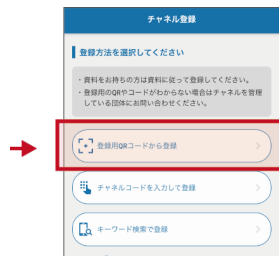 チャネル登録
登録方法を選択してください
・資料をお持ちの方は資料に従って登録してください。
・登録用のQRやコードがわからない場合はチャネルを管理
している団体にお問い合わせください。
登録用QRコードから登録
チャネルコードを入力して登録
キーワード検索で登録